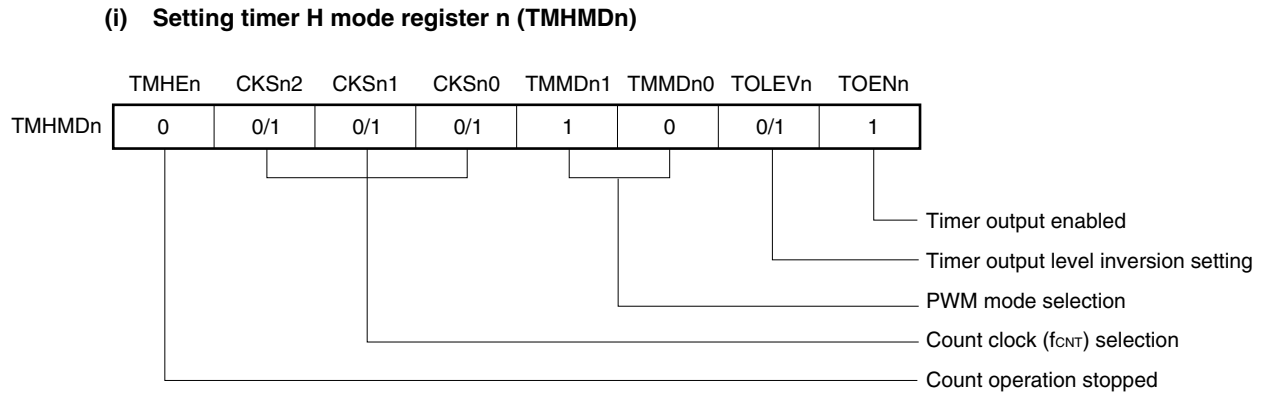 (i) Setting timer H mode register n (TMHMDn)
TMHEn CKSn2 CKSn1 CKSn0 TMMDn1 TMMDn0 TOLEVn TOENn
TMHMDn 0 0/1 0/1 0/1 1 0 0/1 1
Timer output enabled
Timer output level inversion setting
PWM mode selection
Count clock (fCNT) selection
Count operation stopped